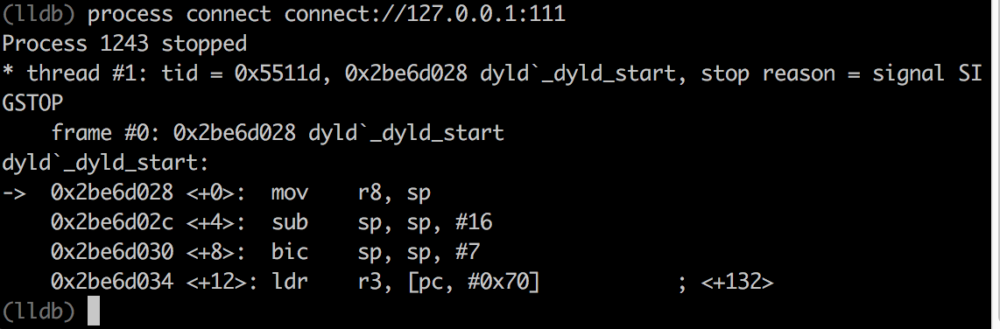 (lldb) process connect connect://127.0.0.1:111
Process 1243 stopped
* thread #1: tid = 0x5511d, 0x2be6d028 dyld`_dyld_start, stop reason = signal SI
GSTOP
    frame #0: 0x2be6d028 dyld`_dyld_start
dyld`_dyld_start:
->  0x2be6d028 <+0>:  mov    r8, sp
    0x2be6d02c <+4>:  sub    sp, sp, #16
    0x2be6d030 <+8>:  bic    sp, sp, #7
    0x2be6d034 <+12>: ldr    r3, [pc, #0x70]          ; <+132>
(lldb)